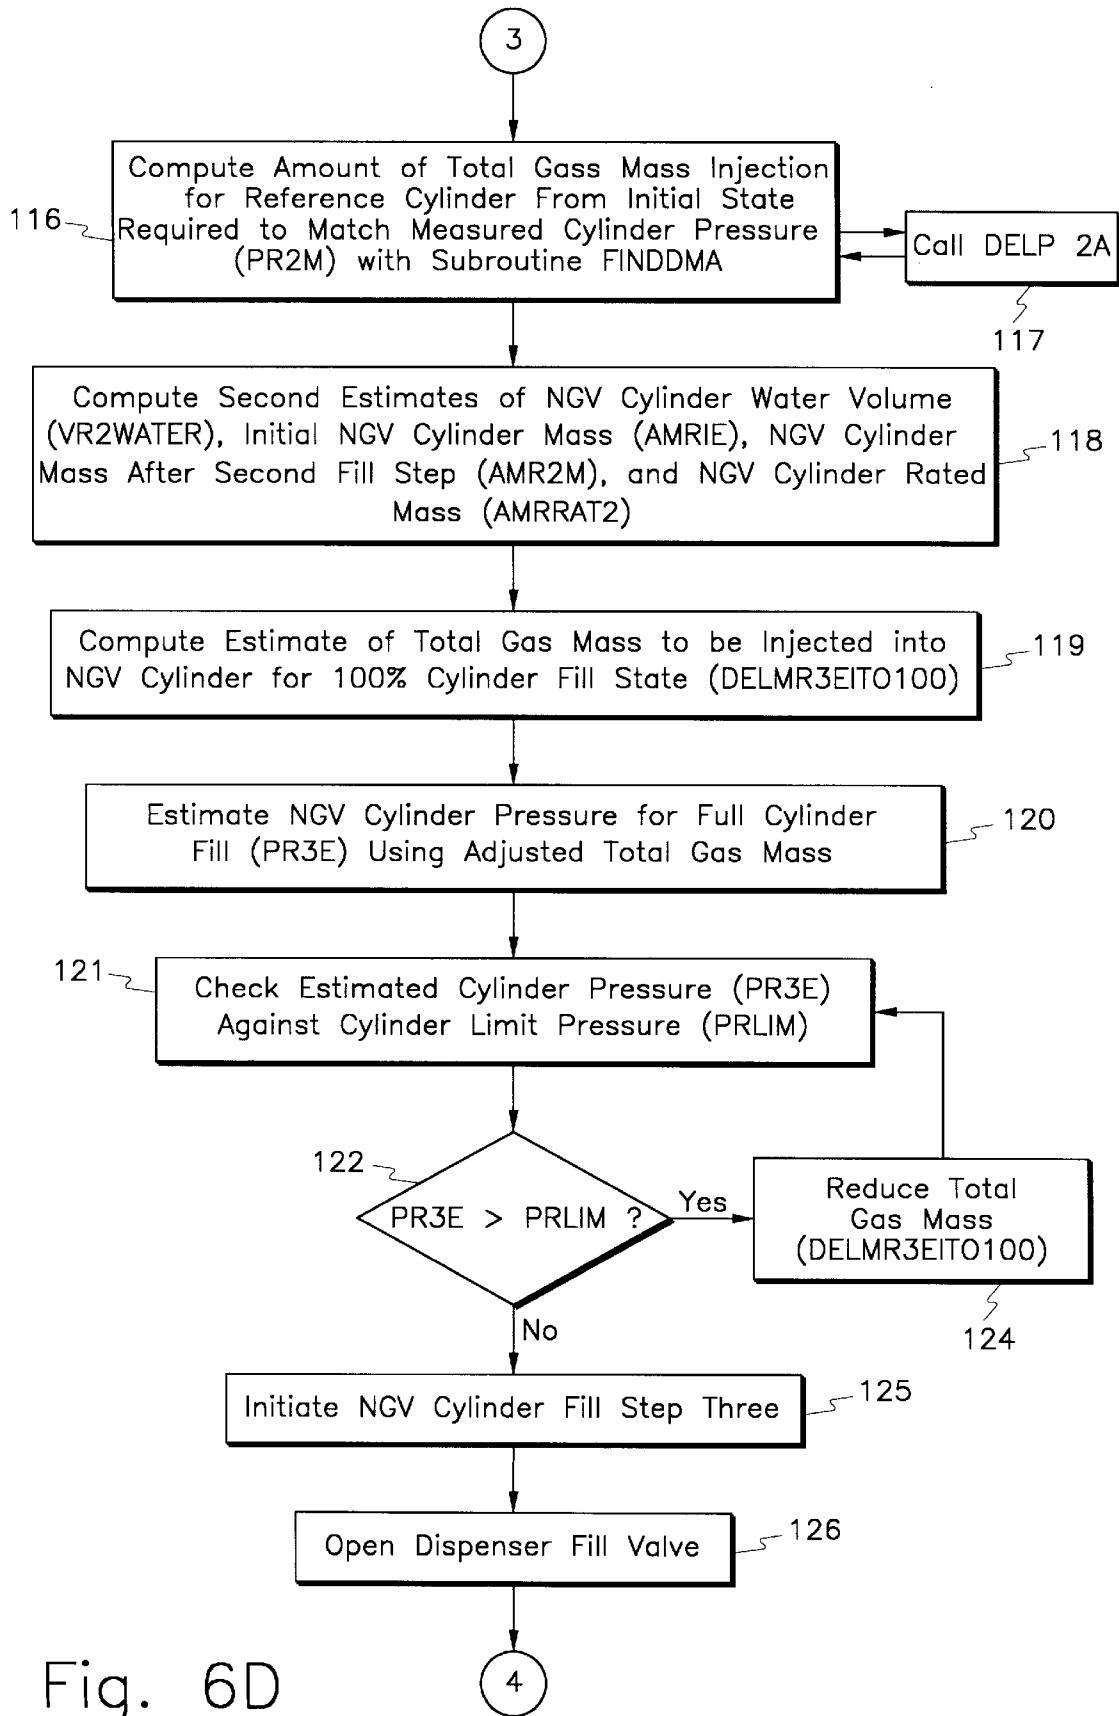 3
Compute Amount of Total Gass Mass Injection
for Reference Cylinder From Initial State
Required to Match Measured Cylinder Pressure
(PR2M) with Subroutine FINDDMA
116
Call DELP 2A
117
Compute Second Estimates of NGV Cylinder Water Volume
(VR2WATER), Initial NGV Cylinder Mass (AMRIE), NGV Cylinder
Mass After Second Fill Step (AMR2M), and NGV Cylinder Rated
Mass (AMRRAT2)
118
Compute Estimate of Total Gas Mass to be Injected into
NGV Cylinder for 100% Cylinder Fill State (DELMR3EITO100)
119
Estimate NGV Cylinder Pressure for Full Cylinder
Fill (PR3E) Using Adjusted Total Gas Mass
120
121
Check Estimated Cylinder Pressure (PR3E)
Against Cylinder Limit Pressure (PRLIM)
122
PR3E > PRLIM ?
Yes
Reduce Total
Gas Mass
(DELMR3EITO100)
124
No
Initiate NGV Cylinder Fill Step Three
125
Open Dispenser Fill Valve
126
4
Fig. 6D